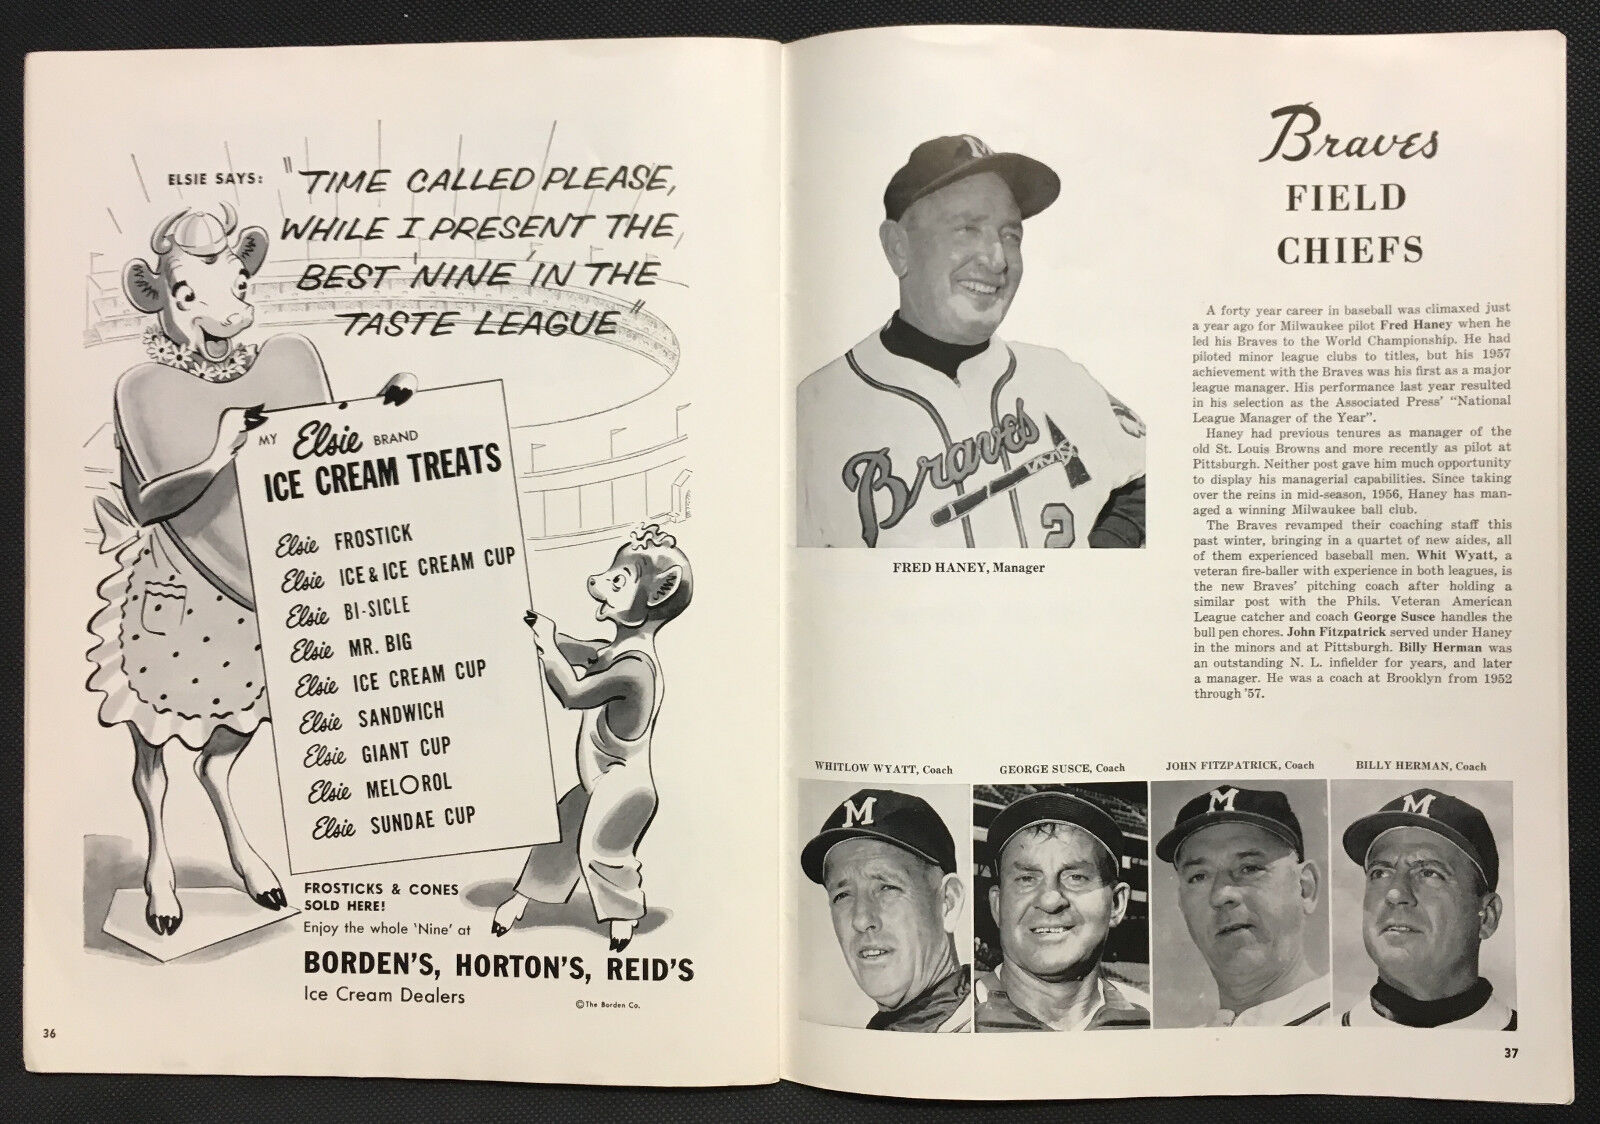 ELSIE SAYS: "TIME CALLED PLEASE,
WHILE I PRESENT THE
BEST 'NINE' IN THE
TASTE LEAGUE"
MY Elsie BRAND
ICE CREAM TREATS
Elsie FROSTICK
Elsie ICE & ICE CREAM CUP
Elsie BI-SICLE
Elsie MR. BIG
Elsie ICE CREAM CUP
Elsie SANDWICH
Elsie GIANT CUP
Elsie MELOROL
Elsie SUNDAE CUP
FROSTICKS & CONES
SOLD HERE!
Enjoy the whole 'Nine' at
BORDEN'S, HORTON'S, REID'S
Ice Cream Dealers
© The Borden Co.
36
Braves
FIELD
CHIEFS
M
Braves
2
FRED HANEY, Manager
A forty year career in baseball was climaxed just
a year ago for Milwaukee pilot Fred Haney when he
led his Braves to the World Championship. He had
piloted minor league clubs to titles, but his 1957
achievement with the Braves was his first as a major
league manager. His performance last year resulted
in his selection as the Associated Press' "National
League Manager of the Year".
Haney had previous tenures as manager of the
old St. Louis Browns and more recently as pilot at
Pittsburgh. Neither post gave him much opportunity
to display his managerial capabilities. Since taking
over the reins in mid-season, 1956, Haney has man-
aged a winning Milwaukee ball club.
The Braves revamped their coaching staff this
past winter, bringing in a quartet of new aides, all
of them experienced baseball men. Whit Wyatt, a
veteran fire-baller with experience in both leagues, is
the new Braves' pitching coach after holding a
similar post with the Phils. Veteran American
League catcher and coach George Susce handles the
bull pen chores. John Fitzpatrick served under Haney
in the minors and at Pittsburgh. Billy Herman was
an outstanding N. L. infielder for years, and later
a manager. He was a coach at Brooklyn from 1952
through '57.
WHITLOW WYATT, Coach
GEORGE SUSCE, Coach
JOHN FITZPATRICK, Coach
BILLY HERMAN, Coach
M
M
M
37